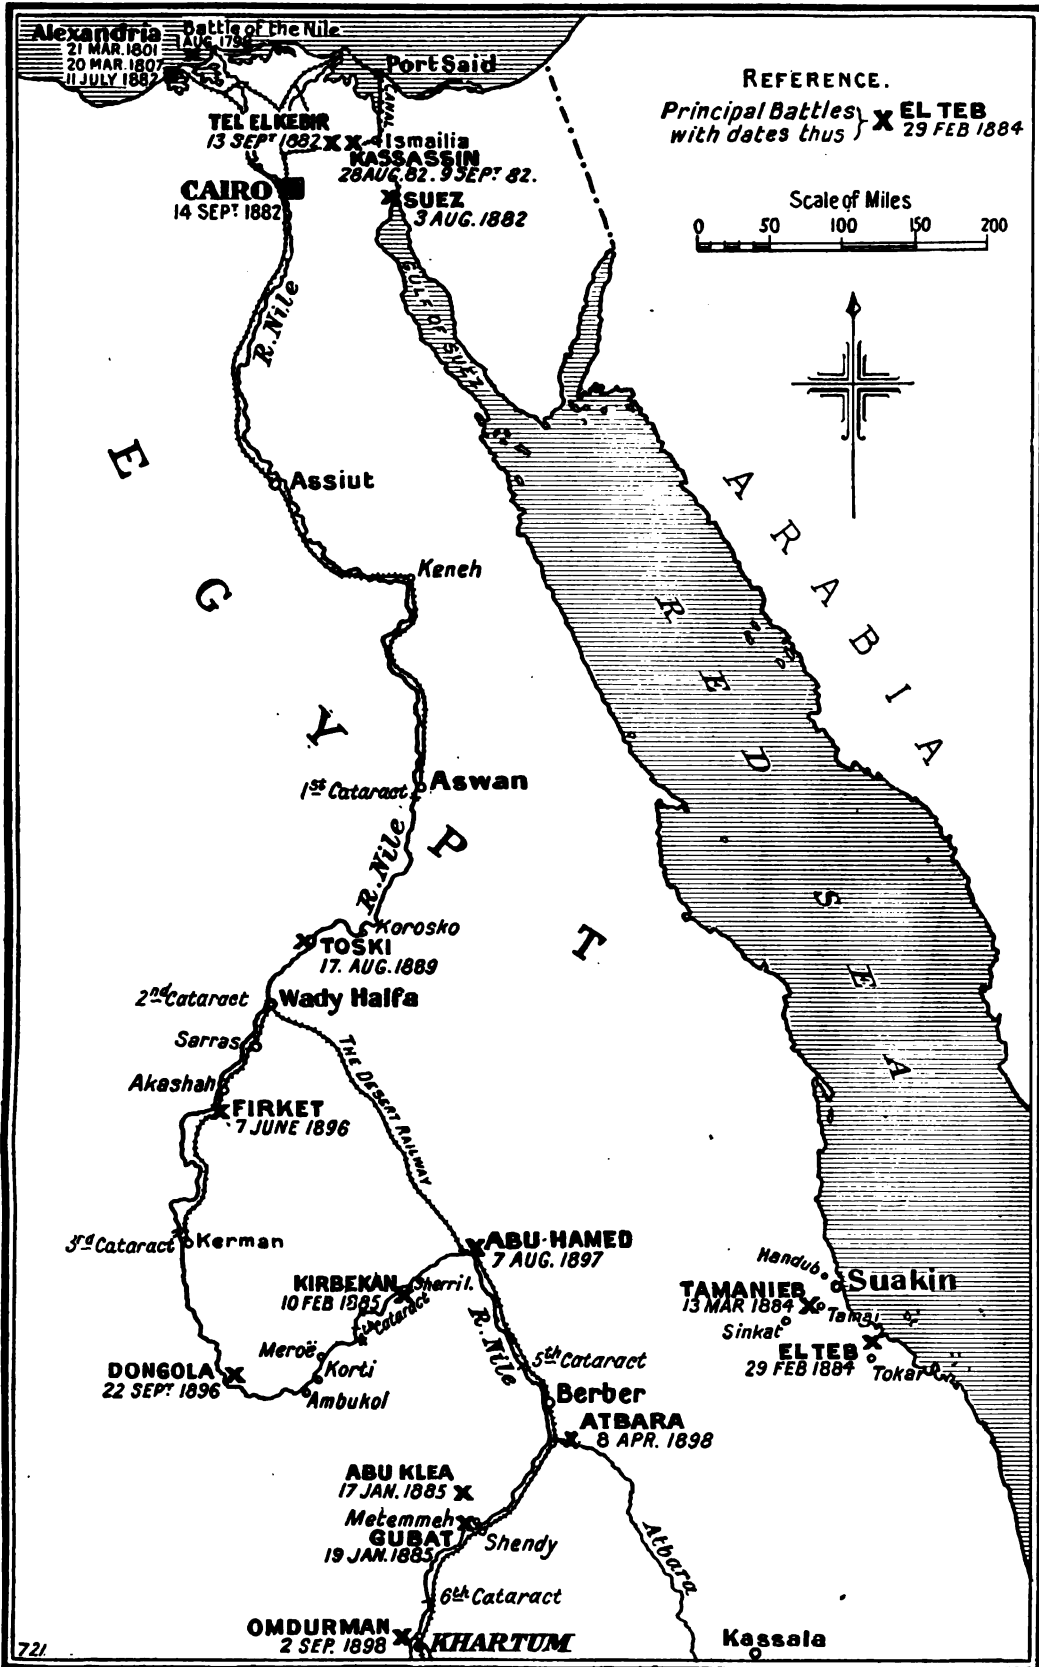 Alexandria
21 MAR. 1801
20 MAR. 1807
11 JULY 1882
Battle of the Nile
AUG. 1798
Port Said
CANAL
REFERENCE.
Principal Battles
with dates thus
X EL TEB
29 FEB 1884
TEL EL KEBIR
13 SEPT 1882
Ismailia
KASSASSIN
28 AUG. 82. 9 SEPT 82.
CAIRO
14 SEPT 1882
SUEZ
3 AUG. 1882
Scale of Miles
0 50 100 150 200
GULF OF SUEZ
R. Nile
EGYPT
ARABIA
RED SEA
Assiut
Keneh
1st Cataract
Aswan
R. Nile
Korosko
TOSKI
17. AUG. 1889
2nd Cataract
Wady Halfa
Sarras
THE DESERT RAILWAY
Akashah
FIRKET
7 JUNE 1896
3rd Cataract
Kerman
ABU-HAMED
7 AUG. 1897
Handub
Suakin
KIRBEKAN
10 FEB 1885
Sherri I.
4th Cataract
TAMANIEB
13 MAR 1884
Tamai
Sinkat
R. Nile
EL TEB
29 FEB 1884
Tokar
Meroë
Korti
Ambukol
DONGOLA
22 SEPT 1896
5th Cataract
Berber
ATBARA
8 APR. 1898
ABU KLEA
17 JAN. 1885
Metemmeh
GUBAT
19 JAN. 1885
Shendy
Atbara
6th Cataract
OMDURMAN
2 SEP. 1898
KHARTUM
Kassala
721.